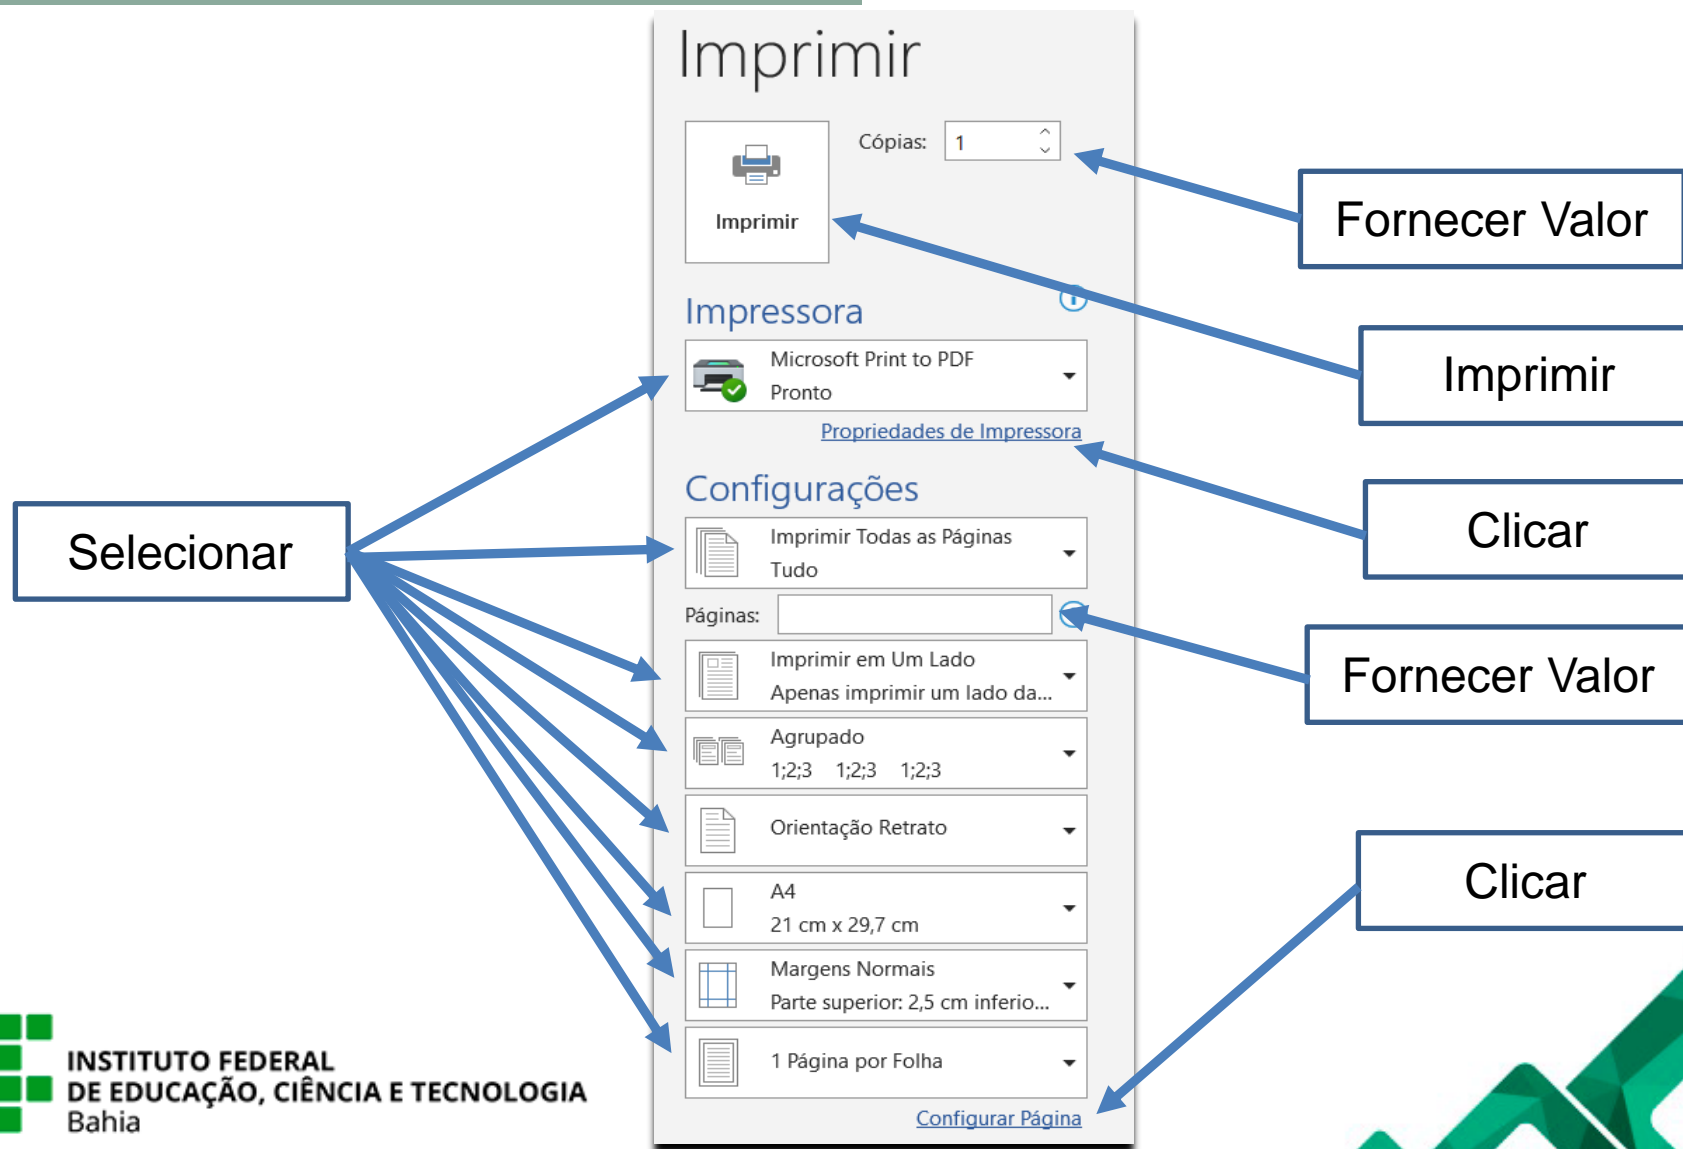 Imprimir
Cópias: 1
Imprimir
Fornecer Valor
Imprimir
Impressora
Microsoft Print to PDF
Pronto
Propriedades de Impressora
Clicar
Configurações
Selecionar
Imprimir Todas as Páginas
Tudo
Páginas:
Fornecer Valor
Imprimir em Um Lado
Apenas imprimir um lado da...
Agrupado
1;2;3 1;2;3 1;2;3
Orientação Retrato
A4
21 cm x 29,7 cm
Clicar
Margens Normais
Parte superior: 2,5 cm inferio...
1 Página por Folha
Configurar Página
INSTITUTO FEDERAL
DE EDUCAÇÃO, CIÊNCIA E TECNOLOGIA
Bahia